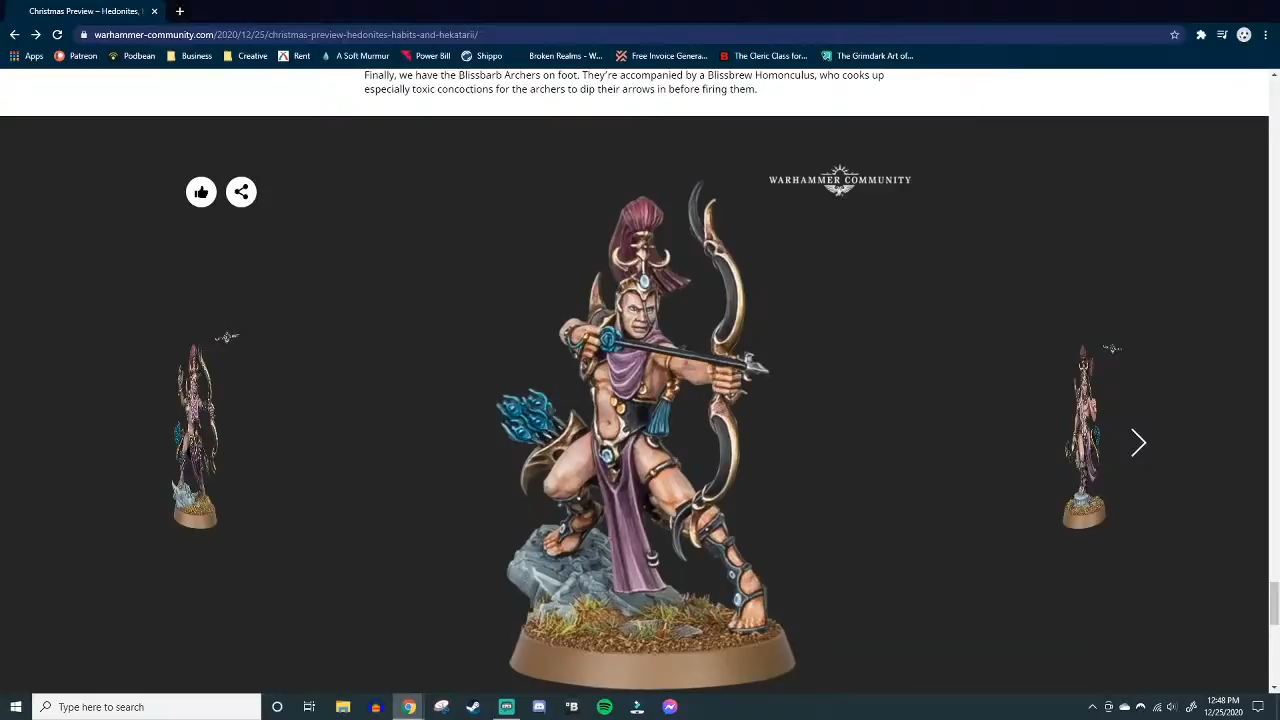 Christmas Preview – Hedonites,
warhammer-community.com/2020/12/25/christmas-preview-hedonites-habits-and-hekatarii/
Apps Patreon Podbean Business Creative Rent A Soft Murmur Power Bill Shippo Broken Realms - W... Free Invoice Genera... The Cleric Class for... The Grimdark Art of...
Finally, we have the Blissbarb Archers on foot. They're accompanied by a Blissbrew Homonculus, who cooks up
especially toxic concoctions for the archers to dip their arrows in before firing them.
WARHAMMER COMMUNITY
Type here to search
12:48 PM
12/25/2020